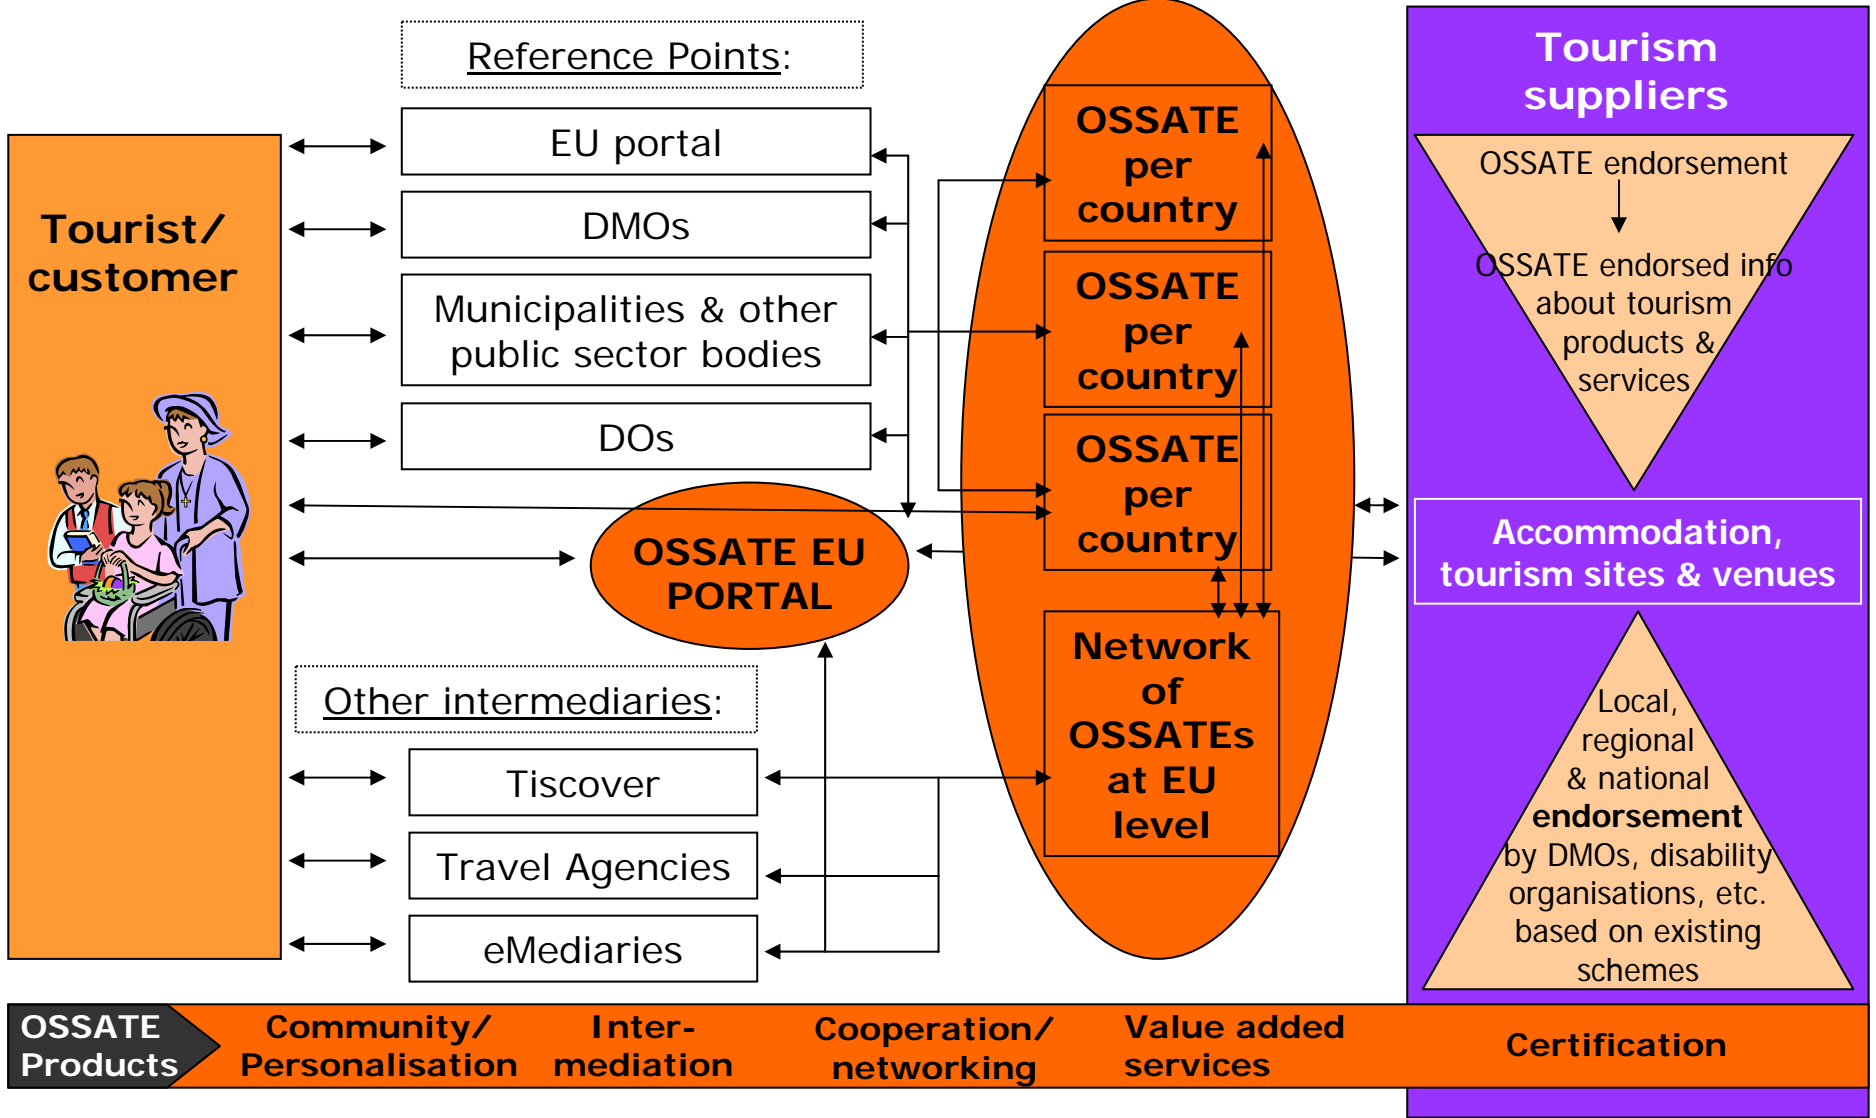 Reference Points:
EU portal
DMOs
Municipalities & other
public sector bodies
DOs
Tourist/
customer
OSSATE EU
PORTAL
Other intermediaries:
Tiscover
Travel Agencies
eMediaries
OSSATE
per
country
OSSATE
per
country
OSSATE
per
country
Network
of
OSSATEs
at EU
level
Tourism
suppliers
OSSATE endorsement
OSSATE endorsed info
about tourism
products &
services
Accommodation,
tourism sites & venues
Local,
regional
& national
endorsement
by DMOs, disability
organisations, etc.
based on existing
schemes
OSSATE
Products
Community/
Personalisation
Inter-
mediation
Cooperation/
networking
Value added
services
Certification